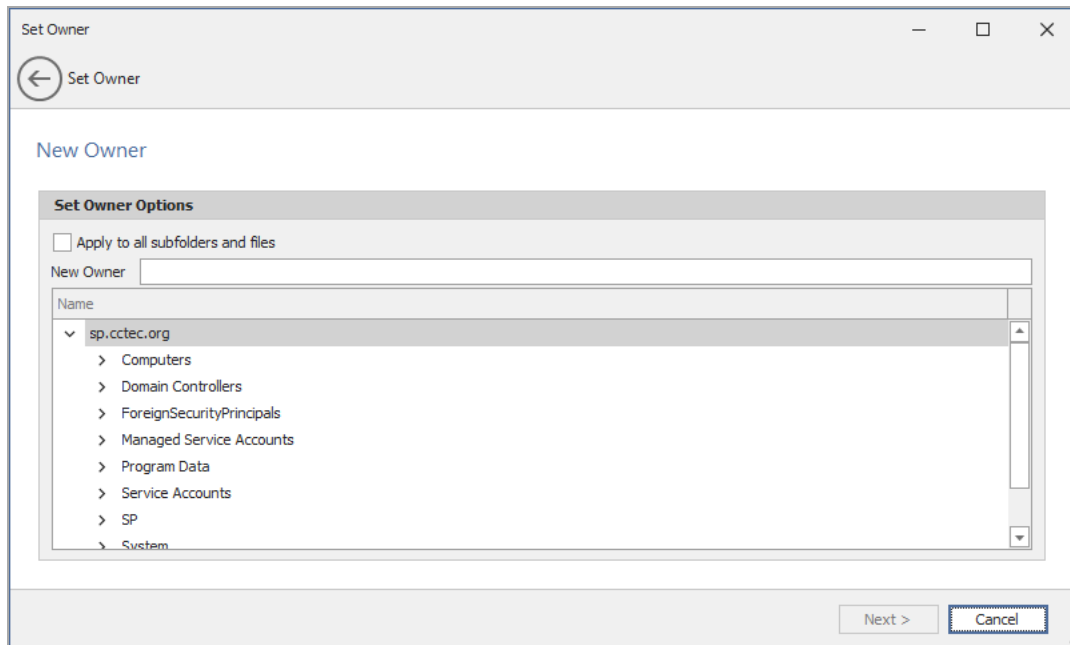 Set Owner
Set Owner
New Owner
Set Owner Options
Apply to all subfolders and files
New Owner
Name
sp.cctec.org
Computers
Domain Controllers
ForeignSecurityPrincipals
Managed Service Accounts
Program Data
Service Accounts
SP
System
Next >
Cancel